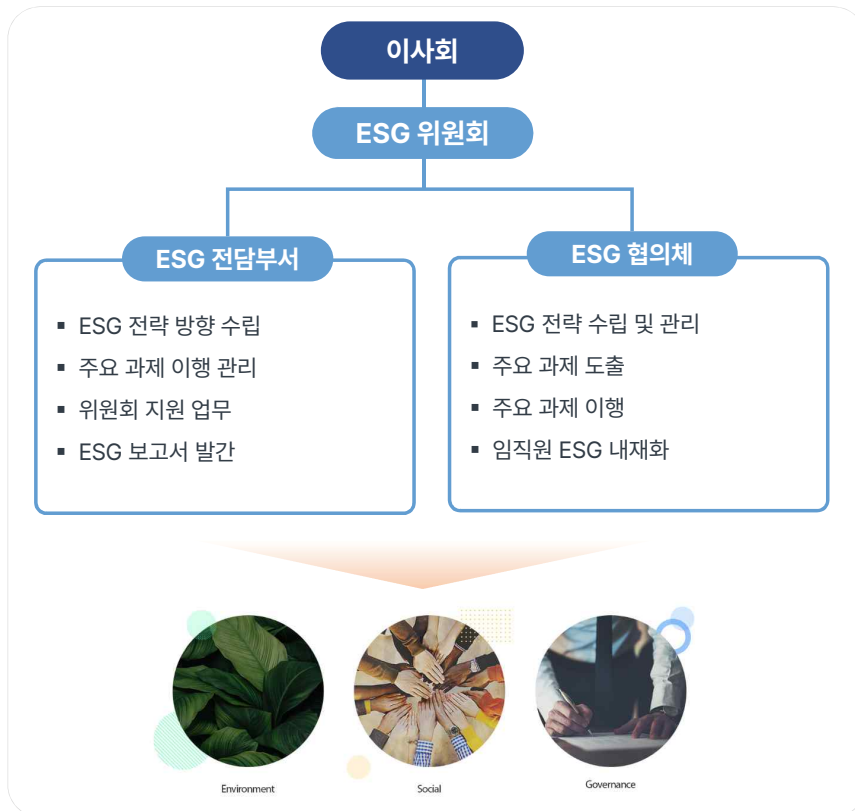 이사회
ESG 위원회
ESG 전담부서
▪ ESG 전략 방향 수립
▪ 주요 과제 이행 관리
▪ 위원회 지원 업무
▪ ESG 보고서 발간
ESG 협의체
▪ ESG 전략 수립 및 관리
▪ 주요 과제 도출
▪ 주요 과제 이행
▪ 임직원 ESG 내재화
Environment
Social
Governance